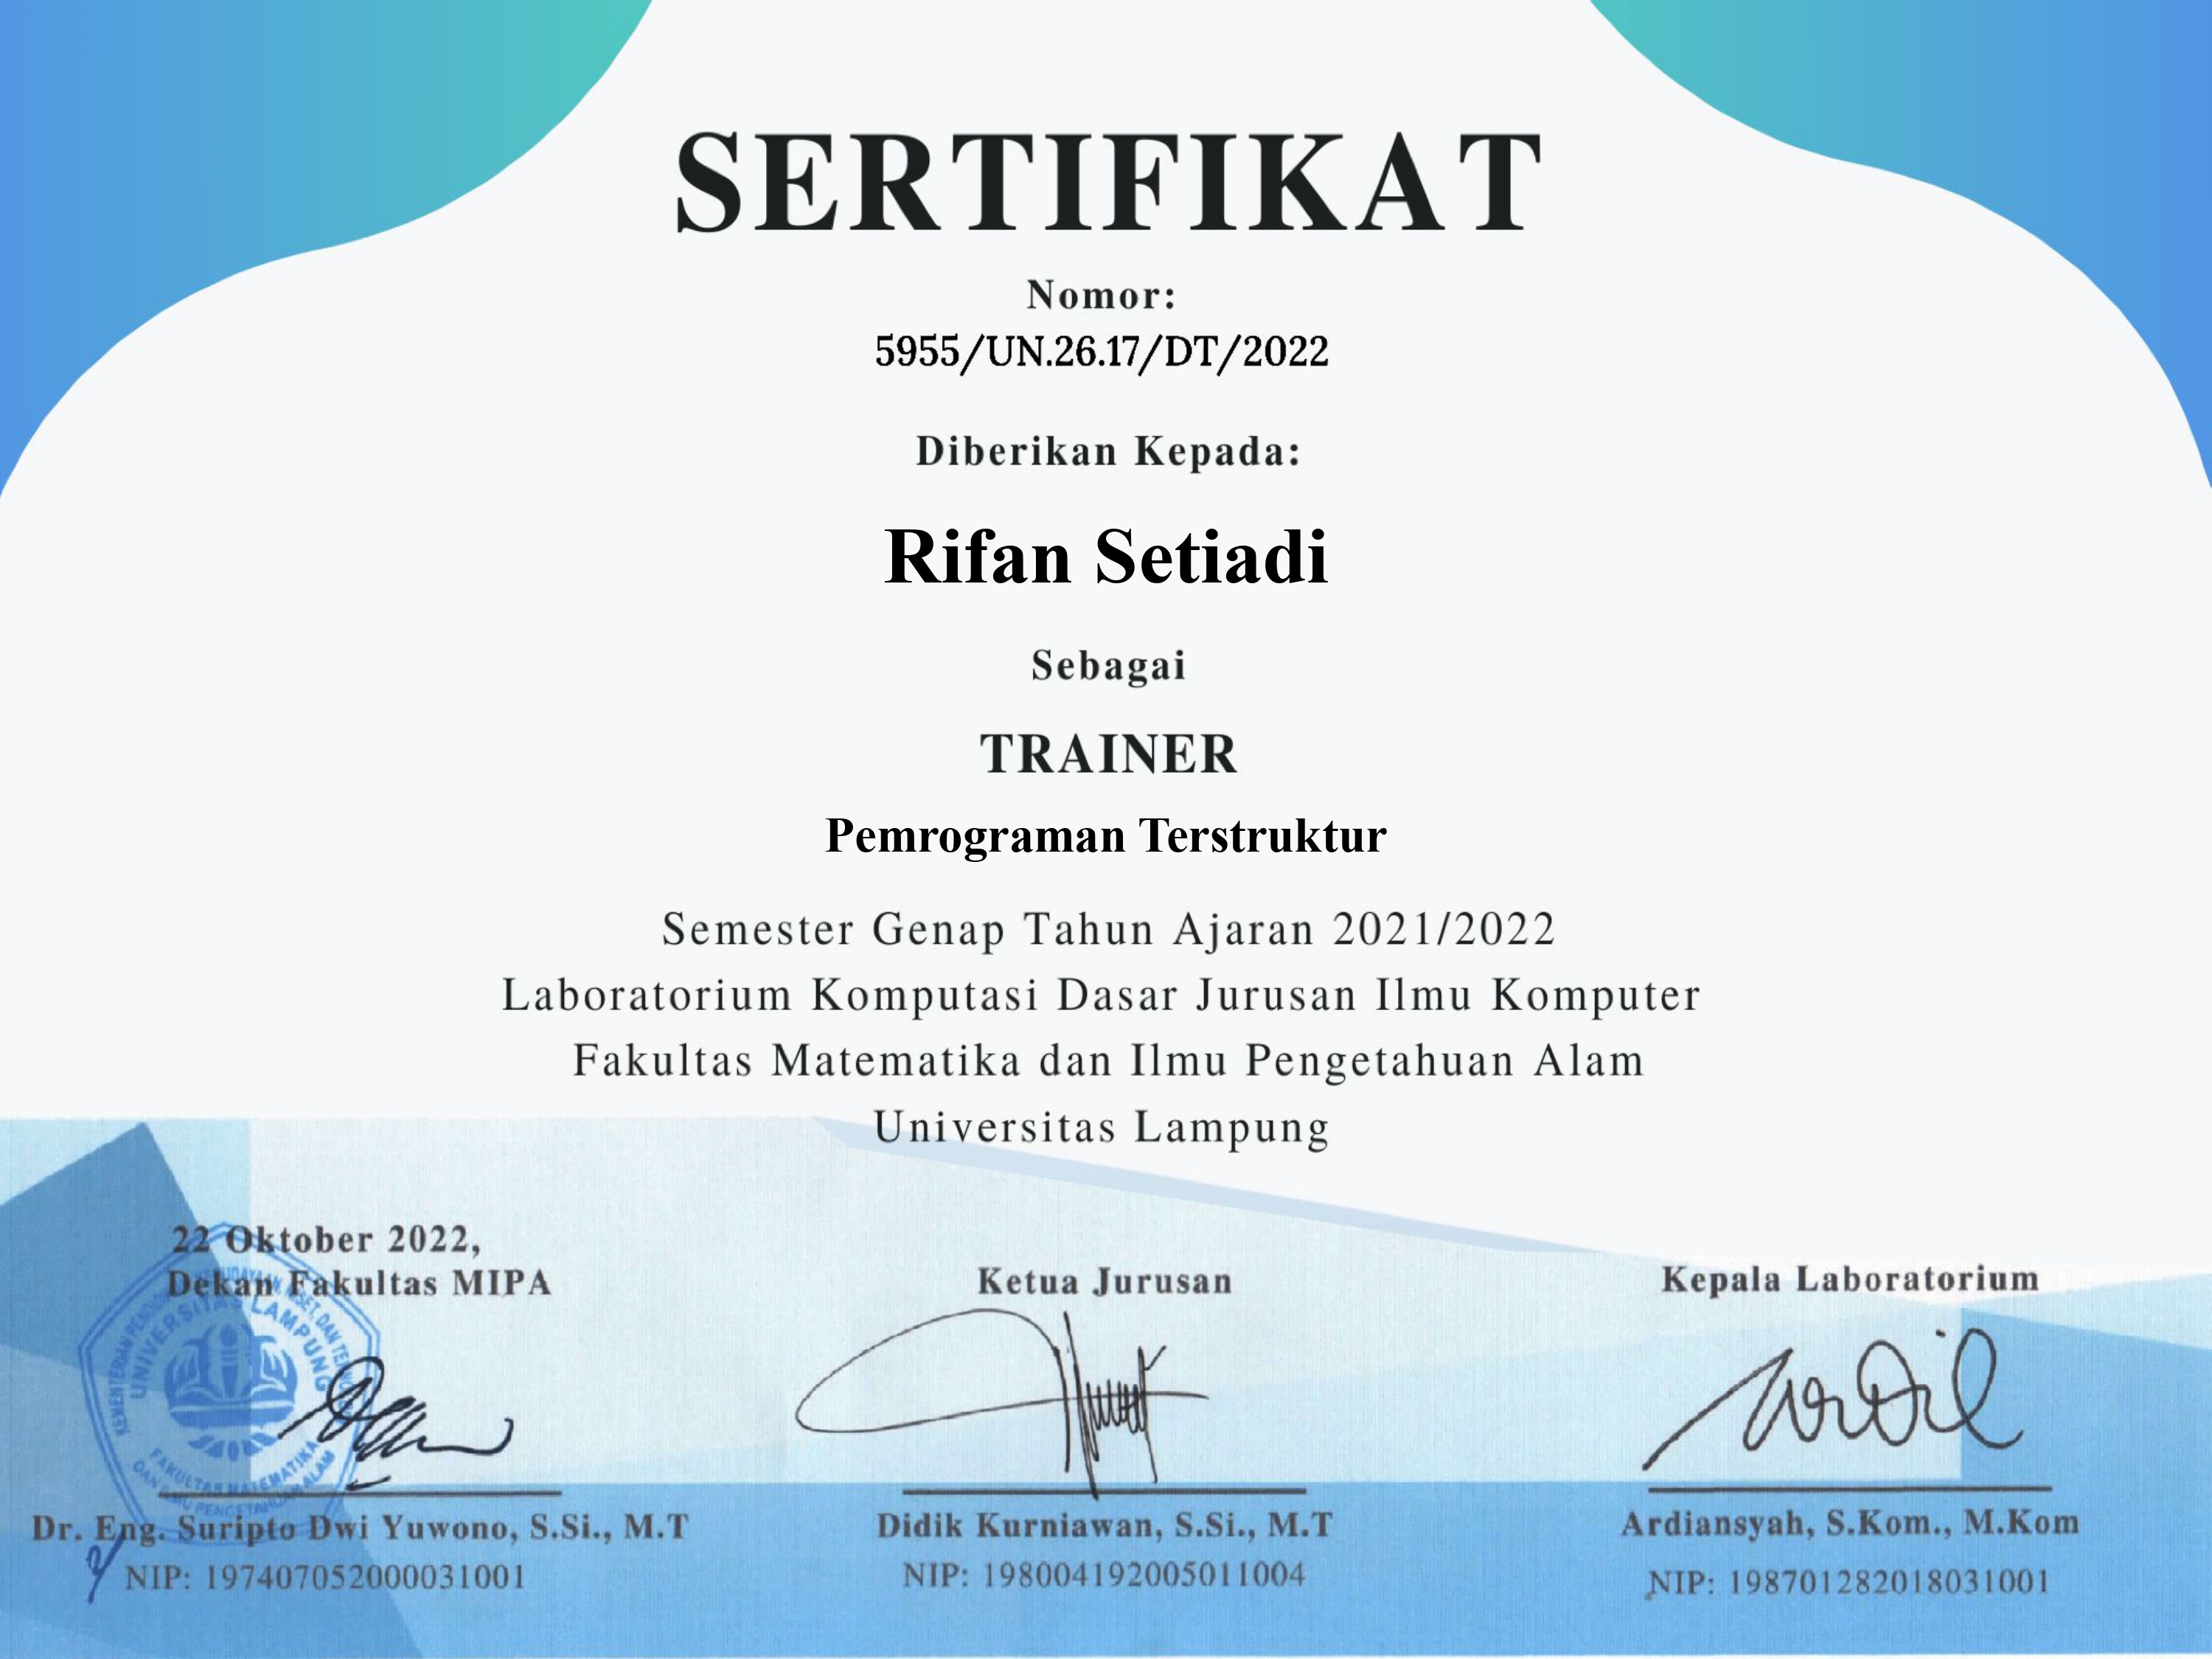 SERTIFIKAT
Nomor:
5955/UN.26.17/DT/2022
Diberikan Kepada:
Rifan Setiadi
Sebagai
TRAINER
Pemrograman Terstruktur
Semester Genap Tahun Ajaran 2021/2022
Laboratorium Komputasi Dasar Jurusan Ilmu Komputer
Fakultas Matematika dan Ilmu Pengetahuan Alam
Universitas Lampung
22 Oktober 2022,
Dekan Fakultas MIPA
UNIVERSITAS LAMPUNG
FAKULTAS MATEMATIKA
DAN ILMU PENGETAHUAN ALAM
Dr. Eng. Suripto Dwi Yuwono, S.Si., M.T
NIP: 197407052000031001
Ketua Jurusan
Didik Kurniawan, S.Si., M.T
NIP: 198004192005011004
Kepala Laboratorium
Ardiansyah, S.Kom., M.Kom
NIP: 198701282018031001